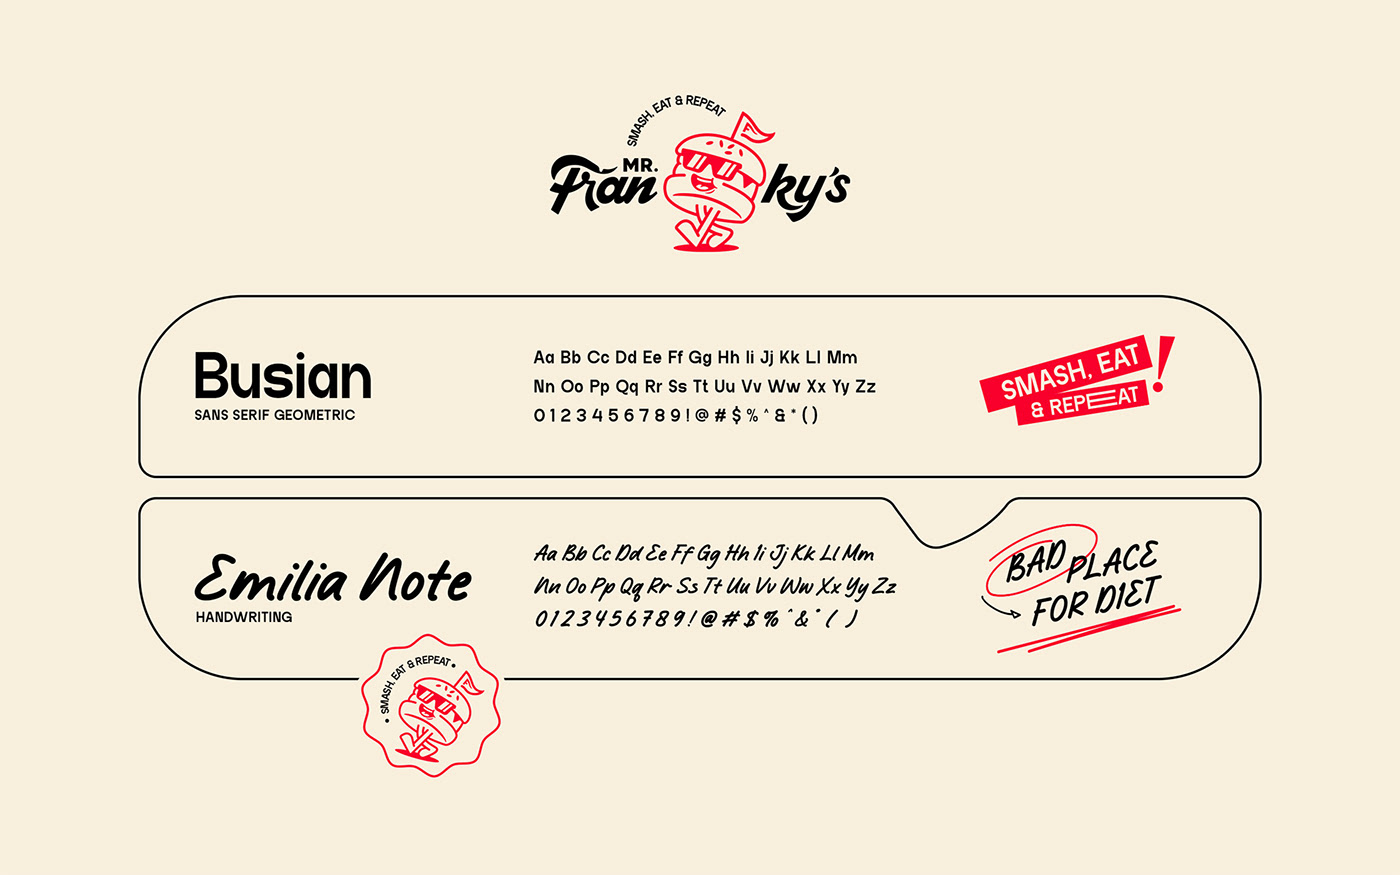 SMASH, EAT & REPEAT
MR.
Franky's
F
Busian
SANS SERIF GEOMETRIC
Aa Bb Cc Dd Ee Ff Gg Hh Ii Jj Kk Ll Mm
Nn Oo Pp Qq Rr Ss Tt Uu Vv Ww Xx Yy Zz
0 1 2 3 4 5 6 7 8 9 ! @ # $ % ^ & * ( )
SMASH, EAT !
& REPEAT
Emilia Note
HANDWRITING
Aa Bb Cc Dd Ee Ff Gg Hh Ii Jj Kk Ll Mm
Nn Oo Pp Qq Rr Ss Tt Uu Vv Ww Xx Yy Zz
0 1 2 3 4 5 6 7 8 9 ! @ # $ % ^ & * ( )
BAD PLACE
FOR DIET
• SMASH, EAT & REPEAT •
F